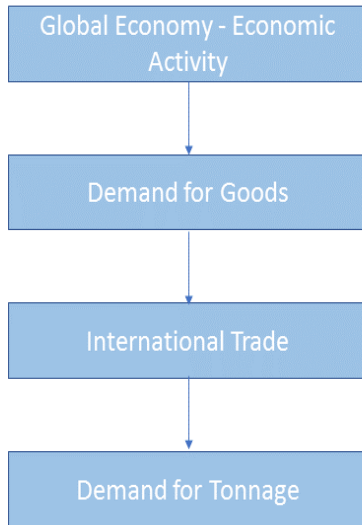 Global Economy - Economic
Activity
Demand for Goods
International Trade
Demand for Tonnage